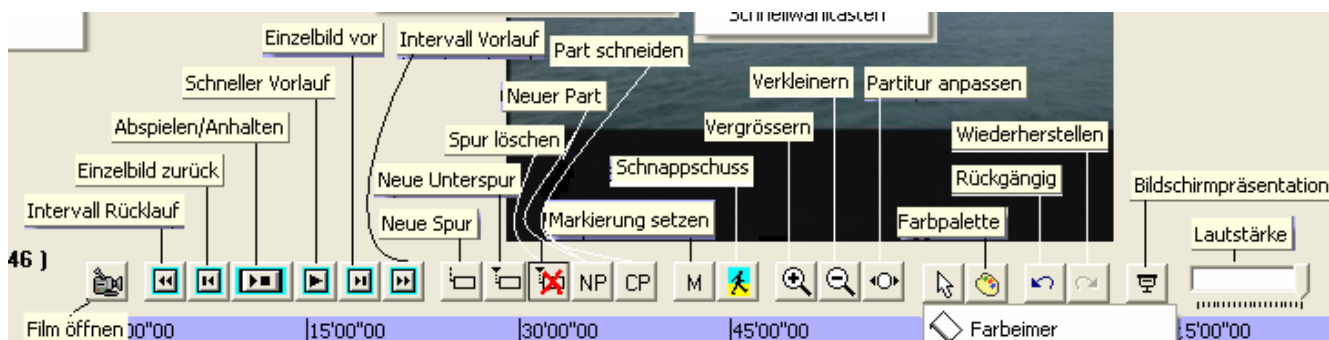 Schnellwahltasten
Einzelbild vor
Intervall Vorlauf
Part schneiden
Schneller Vorlauf
Verkleinern
Partitur anpassen
Neuer Part
Abspielen/Anhalten
Vergrössern
Wiederherstellen
Spur löschen
Einzelbild zurück
Schnappschuss
Neue Unterspur
Rückgängig
Bildschirmpräsentation
Intervall Rücklauf
Neue Spur
Markierung setzen
Farbpalette
Lautstärke
46 )
NP
CP
M
Film öffnen
00"00
15'00"00
30'00"00
45'00"00
Farbeimer
5'00"00